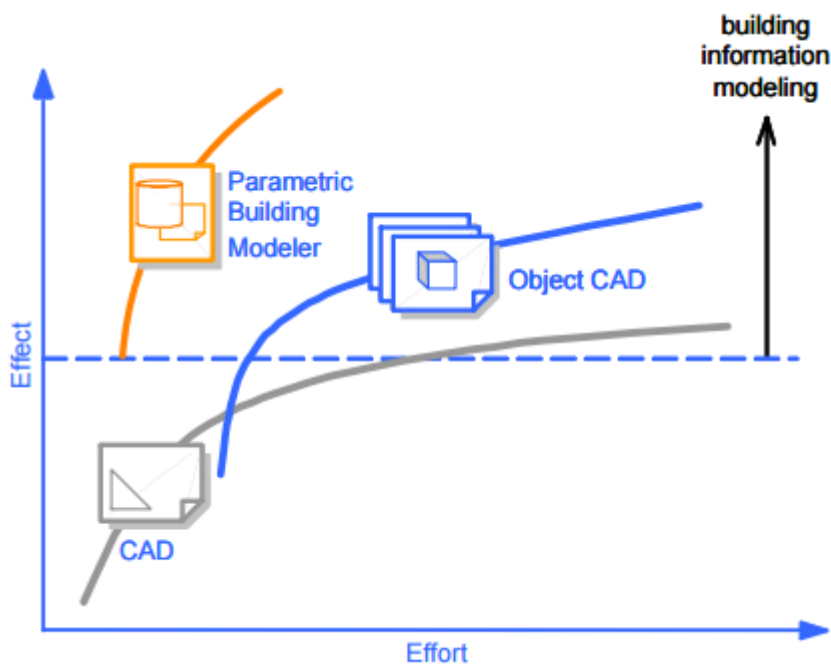 building
information
modeling
Parametric
Building
Modeler
Object CAD
Effect
CAD
Effort